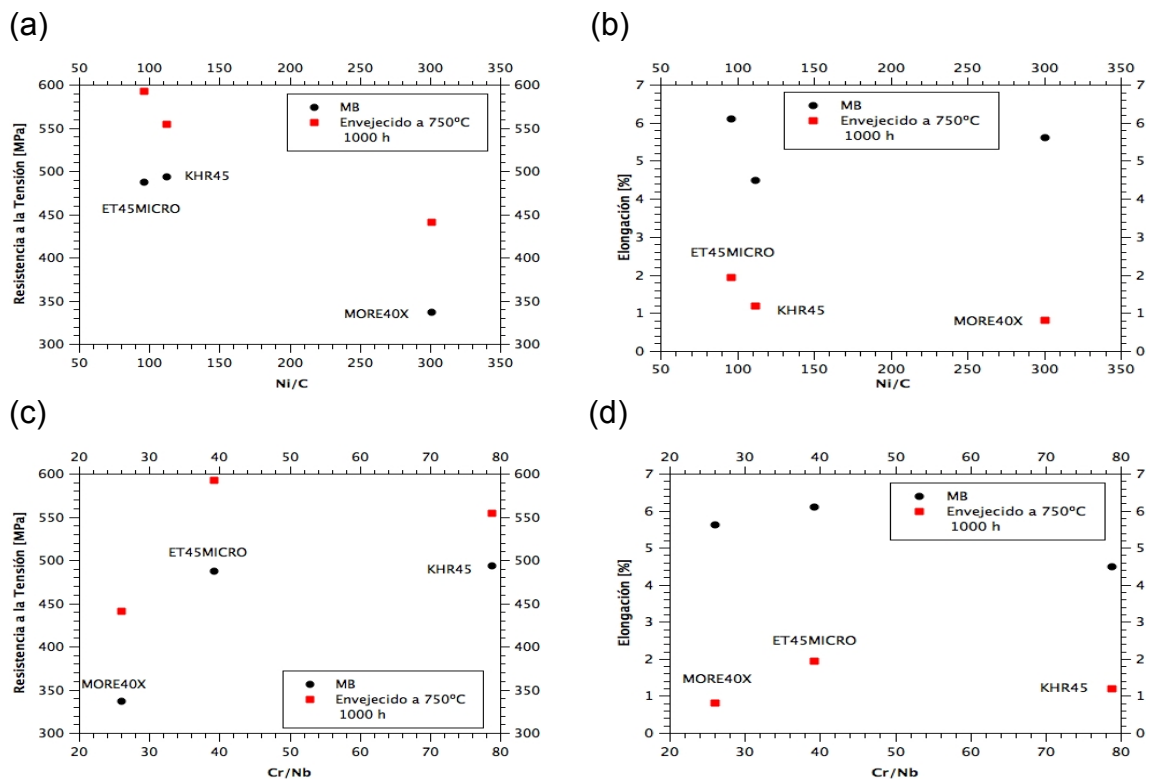 (a)
50 100 150 200 250 300 350
600
550
500
450
400
350
300
Resistencia a la Tensión [MPa]
MB
Envejecido a 750ºC
1000 h
KHR45
ET45MICRO
MORE40X
600
550
500
450
400
350
300
50 100 150 200 250 300 350
Ni/C
(b)
50 100 150 200 250 300 350
7
6
5
4
3
2
1
0
Elongación [%]
MB
Envejecido a 750ºC
1000 h
ET45MICRO
KHR45
MORE40X
7
6
5
4
3
2
1
0
50 100 150 200 250 300 350
Ni/C
(c)
20 30 40 50 60 70 80
600
550
500
450
400
350
300
Resistencia a la Tensión [MPa]
ET45MICRO
KHR45
MORE40X
MB
Envejecido a 750ºC
1000 h
600
550
500
450
400
350
300
20 30 40 50 60 70 80
Cr/Nb
(d)
20 30 40 50 60 70 80
7
6
5
4
3
2
1
0
Elongación [%]
MB
Envejecido a 750ºC
1000 h
ET45MICRO
MORE40X
KHR45
7
6
5
4
3
2
1
0
20 30 40 50 60 70 80
Cr/Nb